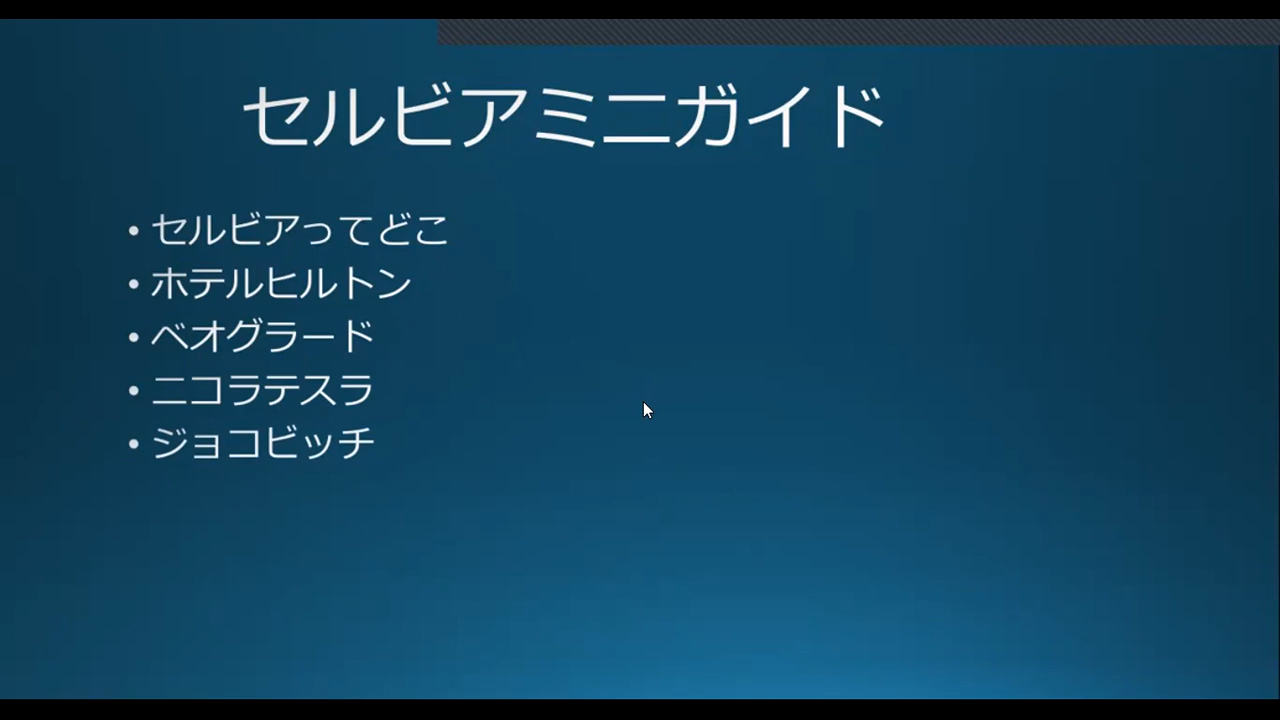 セルビアミニガイド
• セルビアってどこ
• ホテルヒルトン
• ベオグラード
• ニコラテスラ
• ジョコビッチ